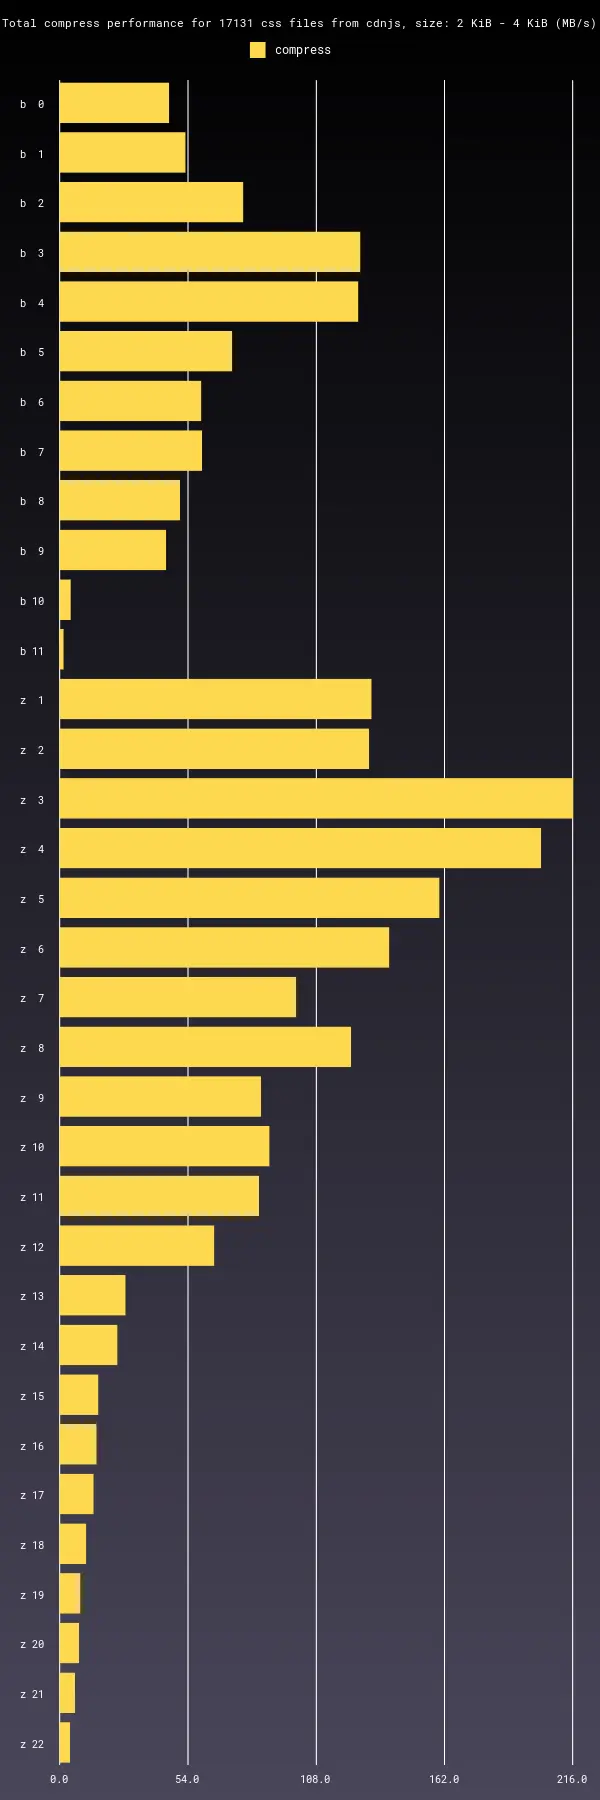 Total compress performance for 17131 css files from cdnjs, size: 2 KiB - 4 KiB (MB/s)
compress
b 0
b 1
b 2
b 3
b 4
b 5
b 6
b 7
b 8
b 9
b 10
b 11
z 1
z 2
z 3
z 4
z 5
z 6
z 7
z 8
z 9
z 10
z 11
z 12
z 13
z 14
z 15
z 16
z 17
z 18
z 19
z 20
z 21
z 22
0.0 54.0 108.0 162.0 216.0